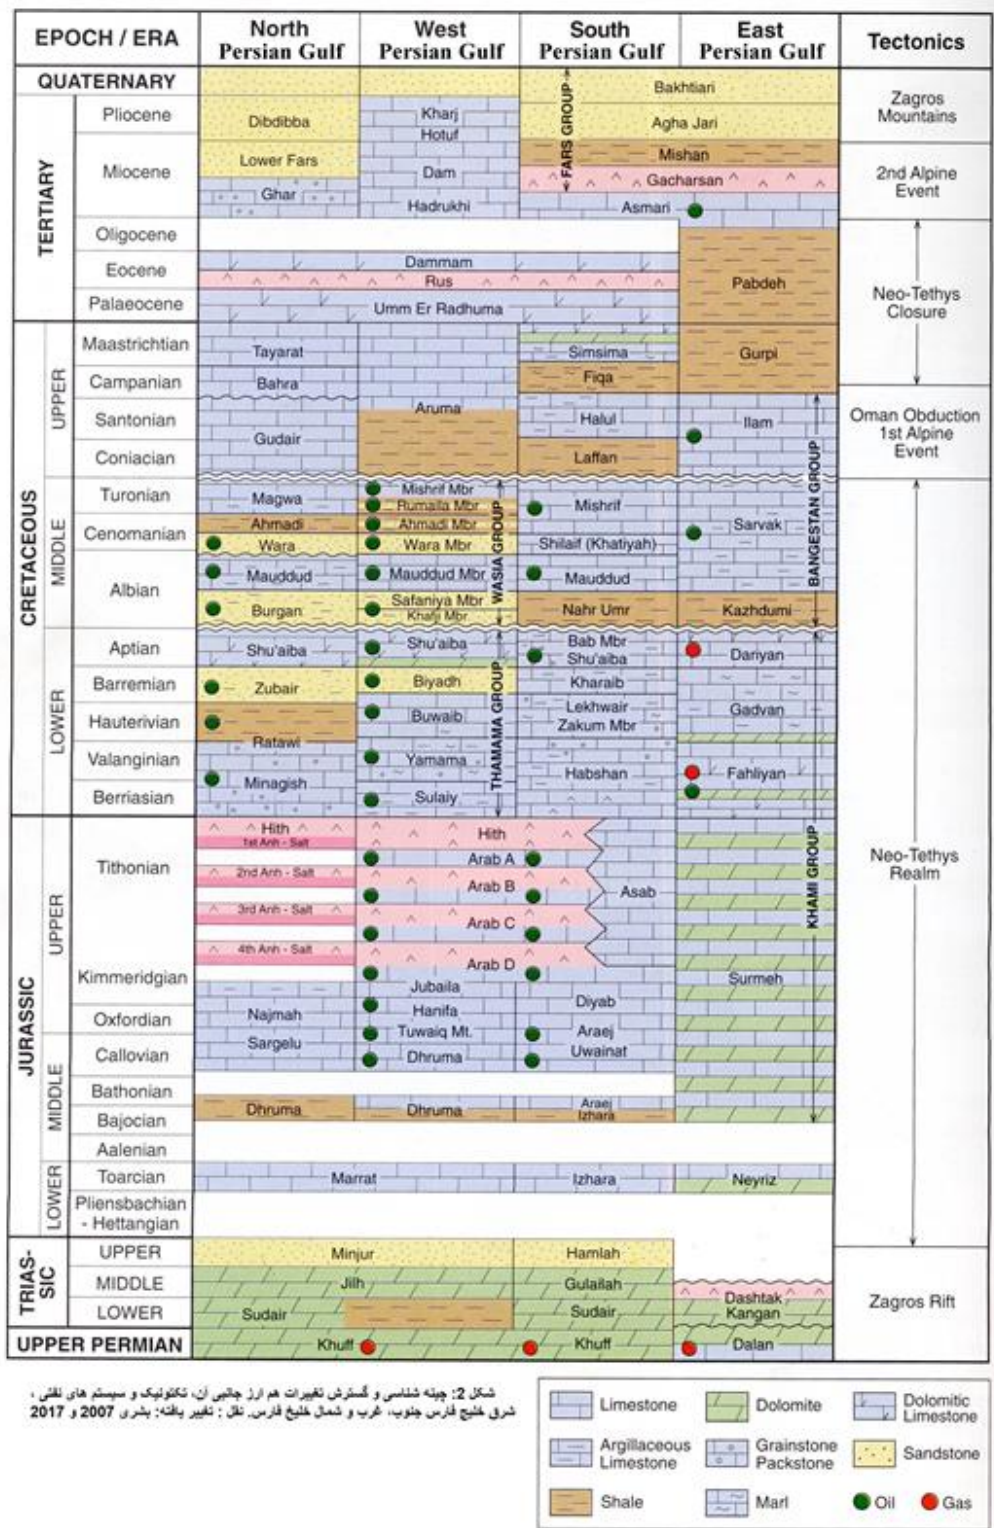 EPOCH / ERA
North
Persian Gulf
West
Persian Gulf
South
Persian Gulf
East
Persian Gulf
Tectonics
QUATERNARY
TERTIARY
Pliocene
Miocene
Oligocene
Eocene
Palaeocene
CRETACEOUS
UPPER
Maastrichtian
Campanian
Santonian
Coniacian
MIDDLE
Turonian
Cenomanian
Albian
LOWER
Aptian
Barremian
Hauterivian
Valanginian
Berriasian
JURASSIC
UPPER
Tithonian
Kimmeridgian
Oxfordian
MIDDLE
Callovian
Bathonian
Bajocian
Aalenian
LOWER
Toarcian
Pliensbachian
- Hettangian
TRIAS-
SIC
UPPER
MIDDLE
LOWER
UPPER PERMIAN
Dibdibba
Lower Fars
Ghar
Kharj
Hotuf
Dam
Hadrukhi
FARS GROUP
Bakhtiari
Agha Jari
Mishan
Gacharsan
Asmari
Dammam
Rus
Umm Er Radhuma
Pabdeh
Tayarat
Bahra
Gudair
Aruma
Simsima
Fiqa
Halul
Laffan
Gurpi
Ilam
Magwa
Ahmadi
Wara
Mauddud
Burgan
Mishrif Mbr
Rumaila Mbr
Ahmadi Mbr
Wara Mbr
Mauddud Mbr
Safaniya Mbr
Khafji Mbr
WASIA GROUP
Mishrif
Shilaif (Khatiyah)
Mauddud
Nahr Umr
Sarvak
Kazhdumi
BANGESTAN GROUP
Shu'aiba
Zubair
Ratawi
Minagish
Shu'aiba
Biyadh
Buwaib
Yamama
Sulaiy
THAMAMA GROUP
Bab Mbr
Shu'aiba
Kharaib
Lekhwair
Zakum Mbr
Habshan
Dariyan
Gadvan
Fahliyan
KHAMI GROUP
Hith
1st Anh - Salt
2nd Anh - Salt
3rd Anh - Salt
4th Anh - Salt
Najmah
Sargelu
Dhruma
Hith
Arab A
Arab B
Arab C
Arab D
Jubaila
Hanifa
Tuwaiq Mt.
Dhruma
Dhruma
Asab
Diyab
Araej
Uwainat
Araej
Izhara
Surmeh
Marrat
Izhara
Neyriz
Minjur
Hamlah
Jilh
Gulailah
Sudair
Sudair
Dashtak
Kangan
Khuff
Khuff
Dalan
Zagros
Mountains
2nd Alpine
Event
Neo-Tethys
Closure
Oman Obduction
1st Alpine
Event
Neo-Tethys
Realm
Zagros Rift
شکل 2: چینه شناسی و گسترش تغییرات هم ارز جانبی آن، تکتونیک و سیستم های نفتی ،
شرق خلیج فارس جنوب، غرب و شمال خلیج فارس. نقل : تغییر یافته: بشری 2007 و 2017
Limestone
Dolomite
Dolomitic
Limestone
Argillaceous
Limestone
Grainstone
Packstone
Sandstone
Shale
Marl
Oil
Gas